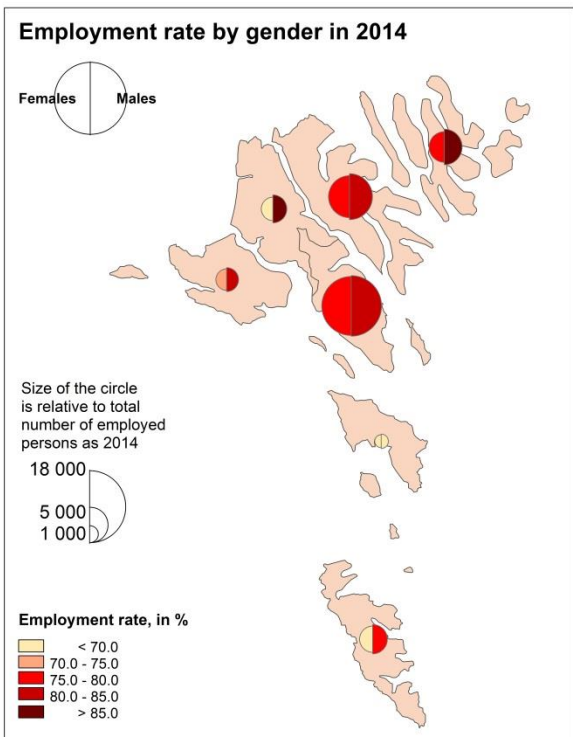 Employment rate by gender in 2014
Females Males
Size of the circle
is relative to total
number of employed
persons as 2014
18 000
5 000
1 000
Employment rate, in %
< 70.0
70.0 - 75.0
75.0 - 80.0
80.0 - 85.0
> 85.0